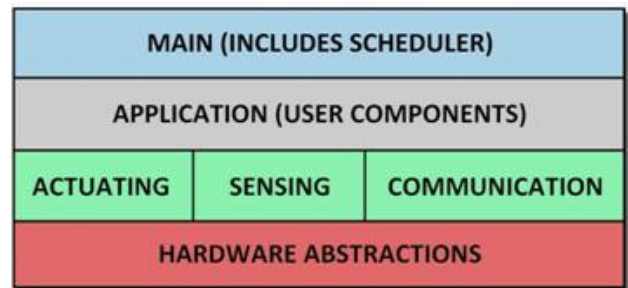 MAIN (INCLUDES SCHEDULER)
APPLICATION (USER COMPONENTS)
ACTUATING SENSING COMMUNICATION
HARDWARE ABSTRACTIONS